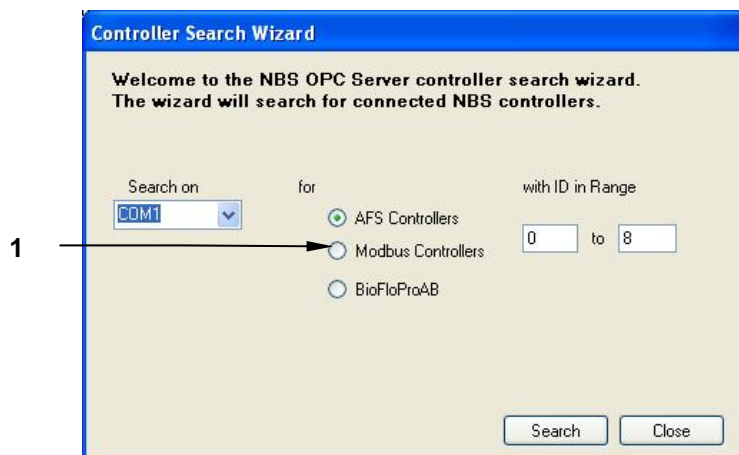 Controller Search Wizard
Welcome to the NBS OPC Server controller search wizard.
The wizard will search for connected NBS controllers.
Search on for with ID in Range
COM1
AFS Controllers
0 to 8
1
Modbus Controllers
BioFloProAB
Search Close